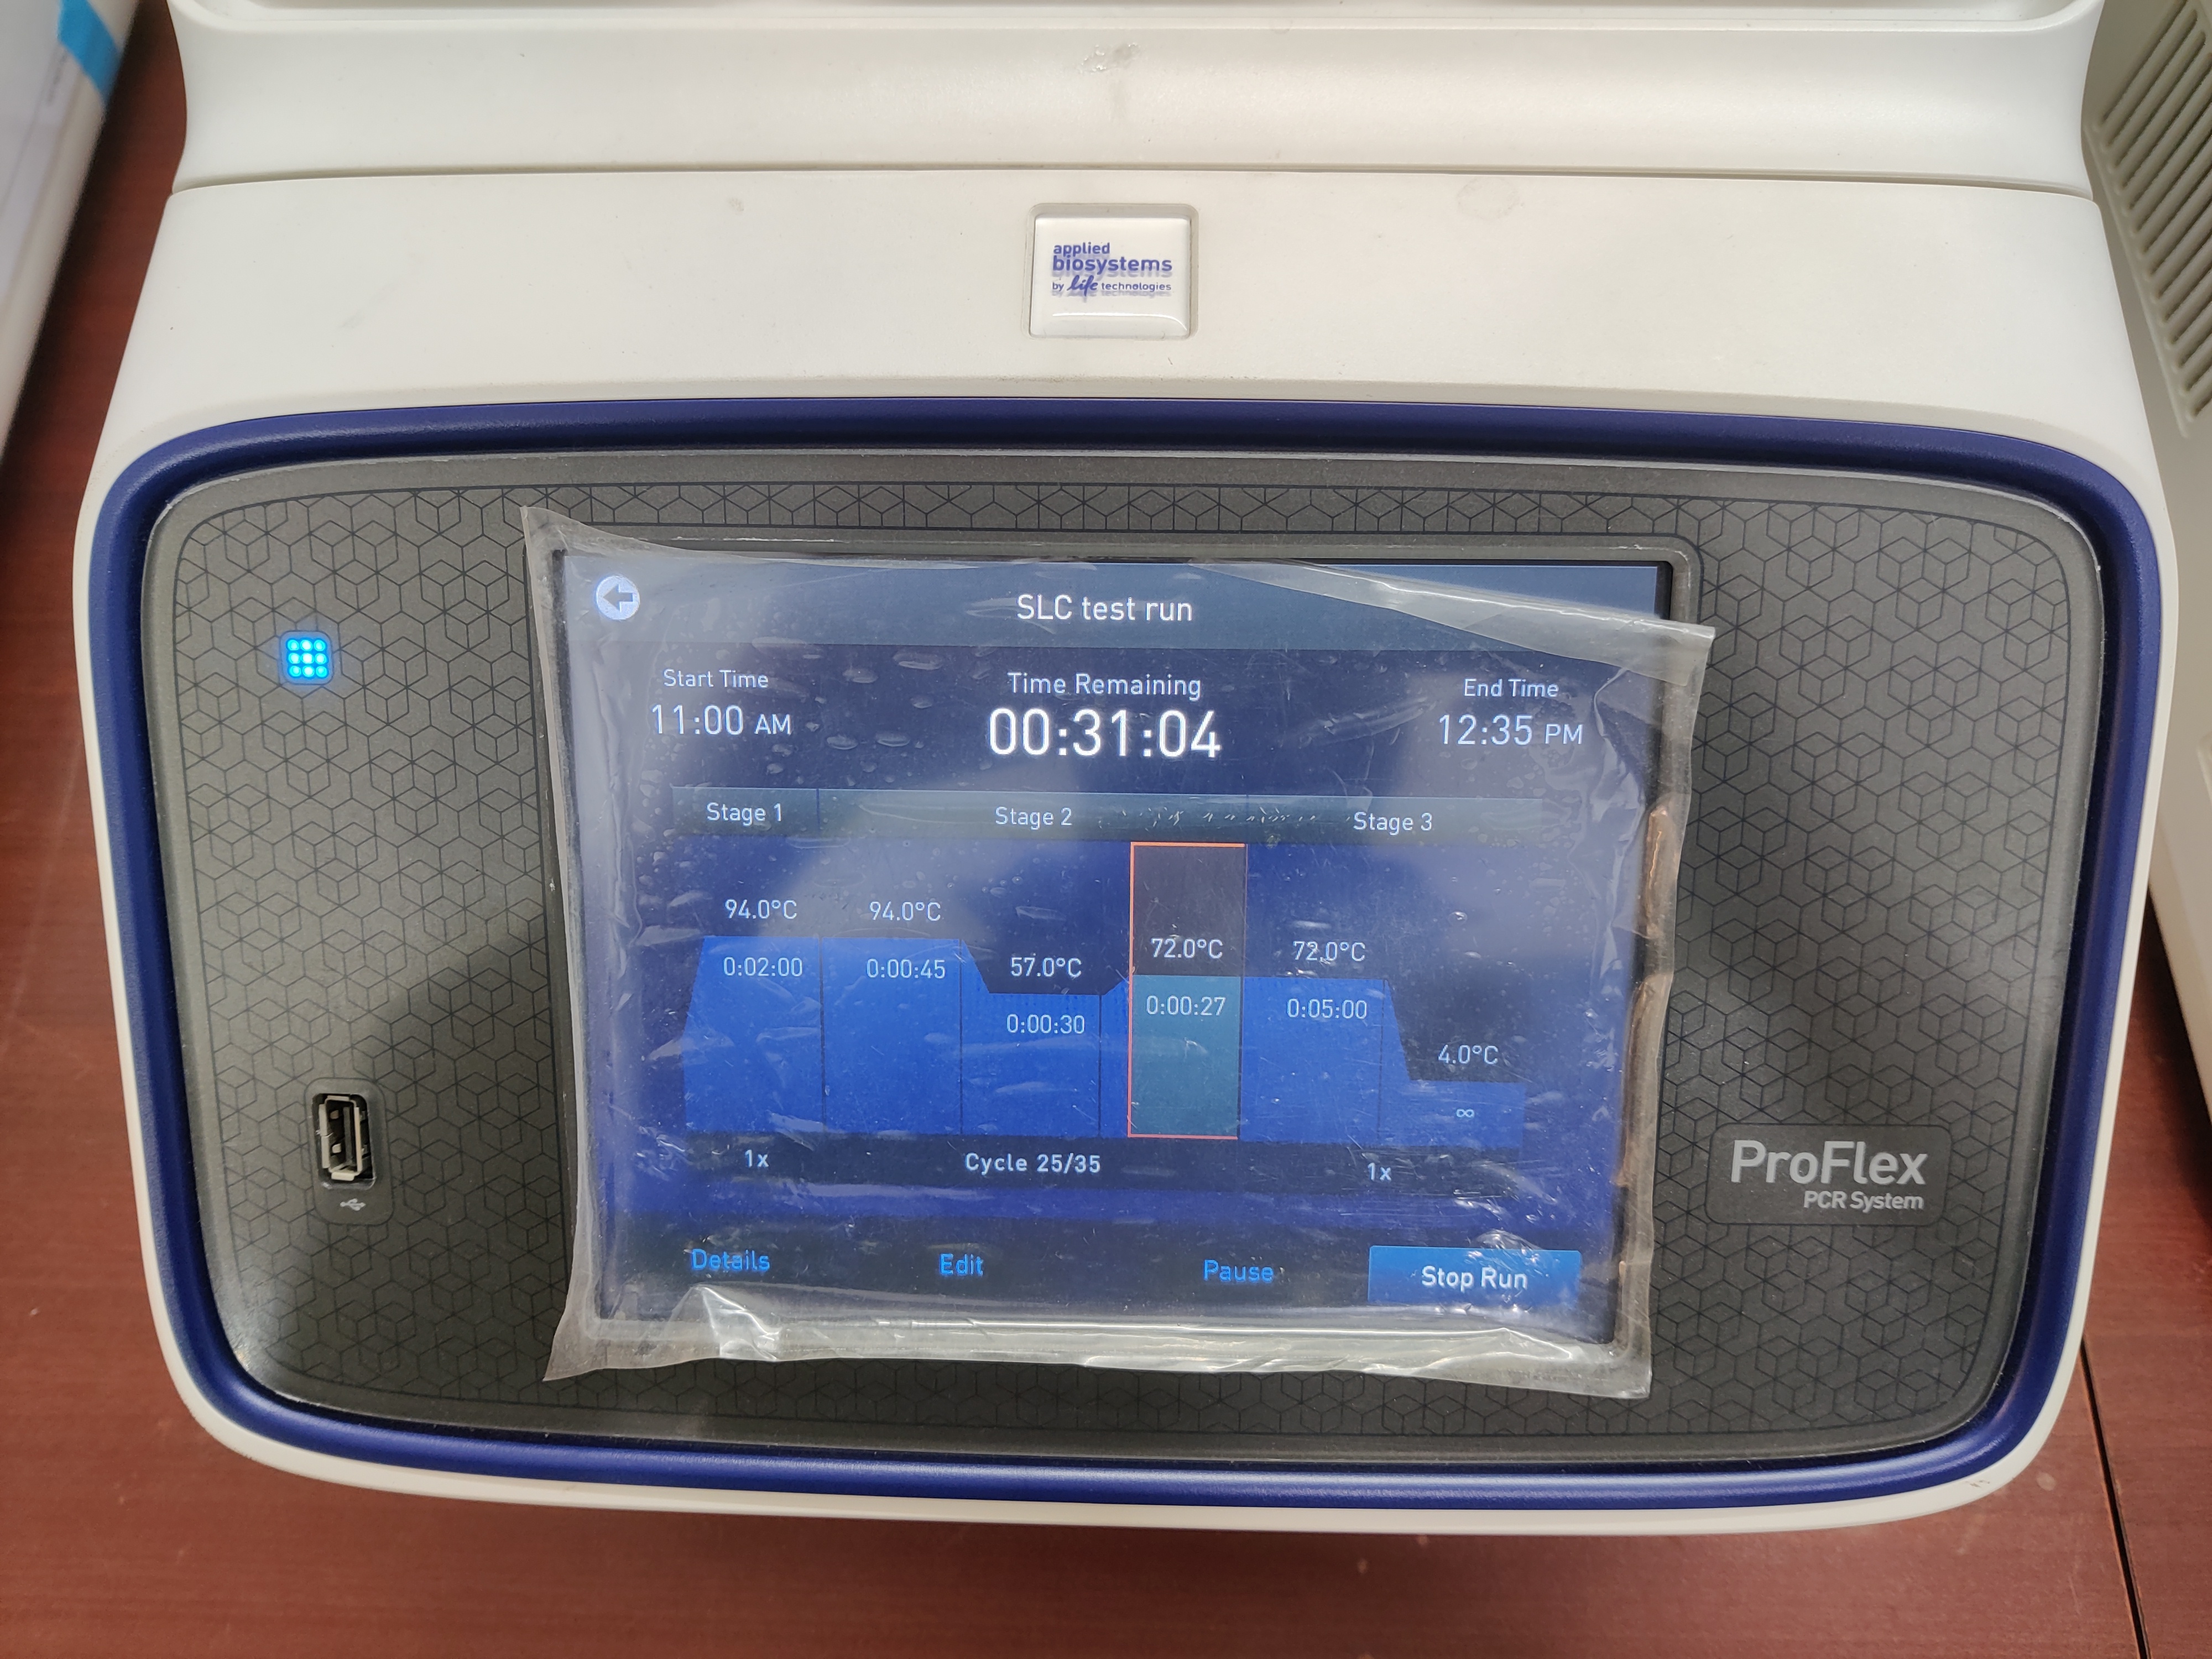 applied
biosystems
by life technologies
SLC test run
Start Time
11:00 AM
Time Remaining
00:31:04
End Time
12:35 PM
Stage 1
Stage 2
Stage 3
94.0°C
94.0°C
57.0°C
72.0°C
72.0°C
4.0°C
0:02:00
0:00:45
0:00:30
0:00:27
0:05:00
∞
1x
Cycle 25/35
1x
Details
Edit
Pause
Stop Run
ProFlex
PCR System